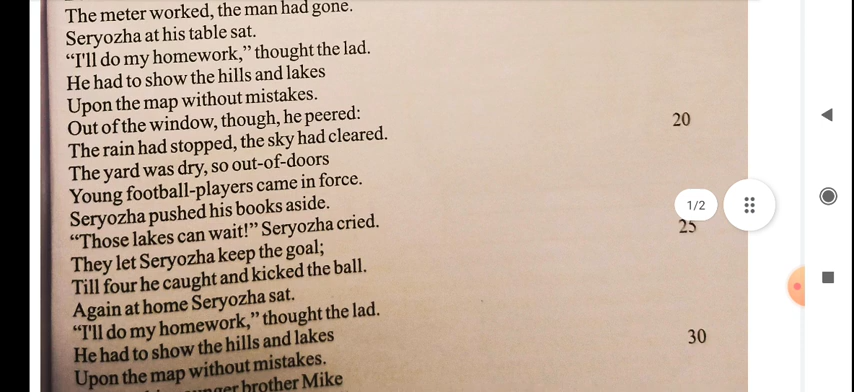 The meter worked, the man had gone.
Seryozha at his table sat.
“I'll do my homework,” thought the lad.
He had to show the hills and lakes
Upon the map without mistakes.
Out of the window, though, he peered:
The rain had stopped, the sky had cleared. 20
The yard was dry, so out-of-doors
Young football-players came in force.
Seryozha pushed his books aside.
“Those lakes can wait!” Seryozha cried.
They let Seryozha keep the goal; 25
Till four he caught and kicked the ball.
Again at home Seryozha sat.
“I'll do my homework,” thought the lad.
He had to show the hills and lakes
Upon the map without mistakes. 30
brother Mike
1/2